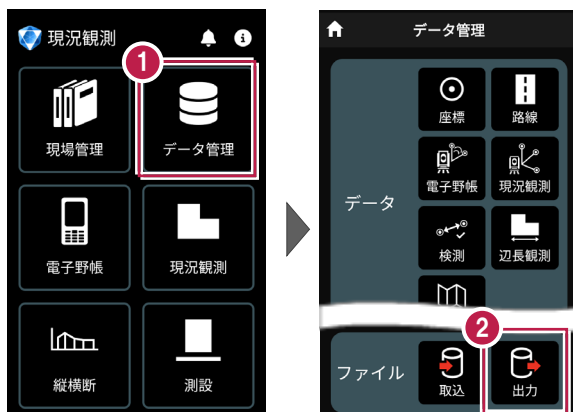 現況観測
1
現場管理
データ管理
電子野帳
現況観測
縦横断
測設
データ管理
データ
座標
路線
電子野帳
現況観測
検測
辺長観測
2
ファイル
取込
出力